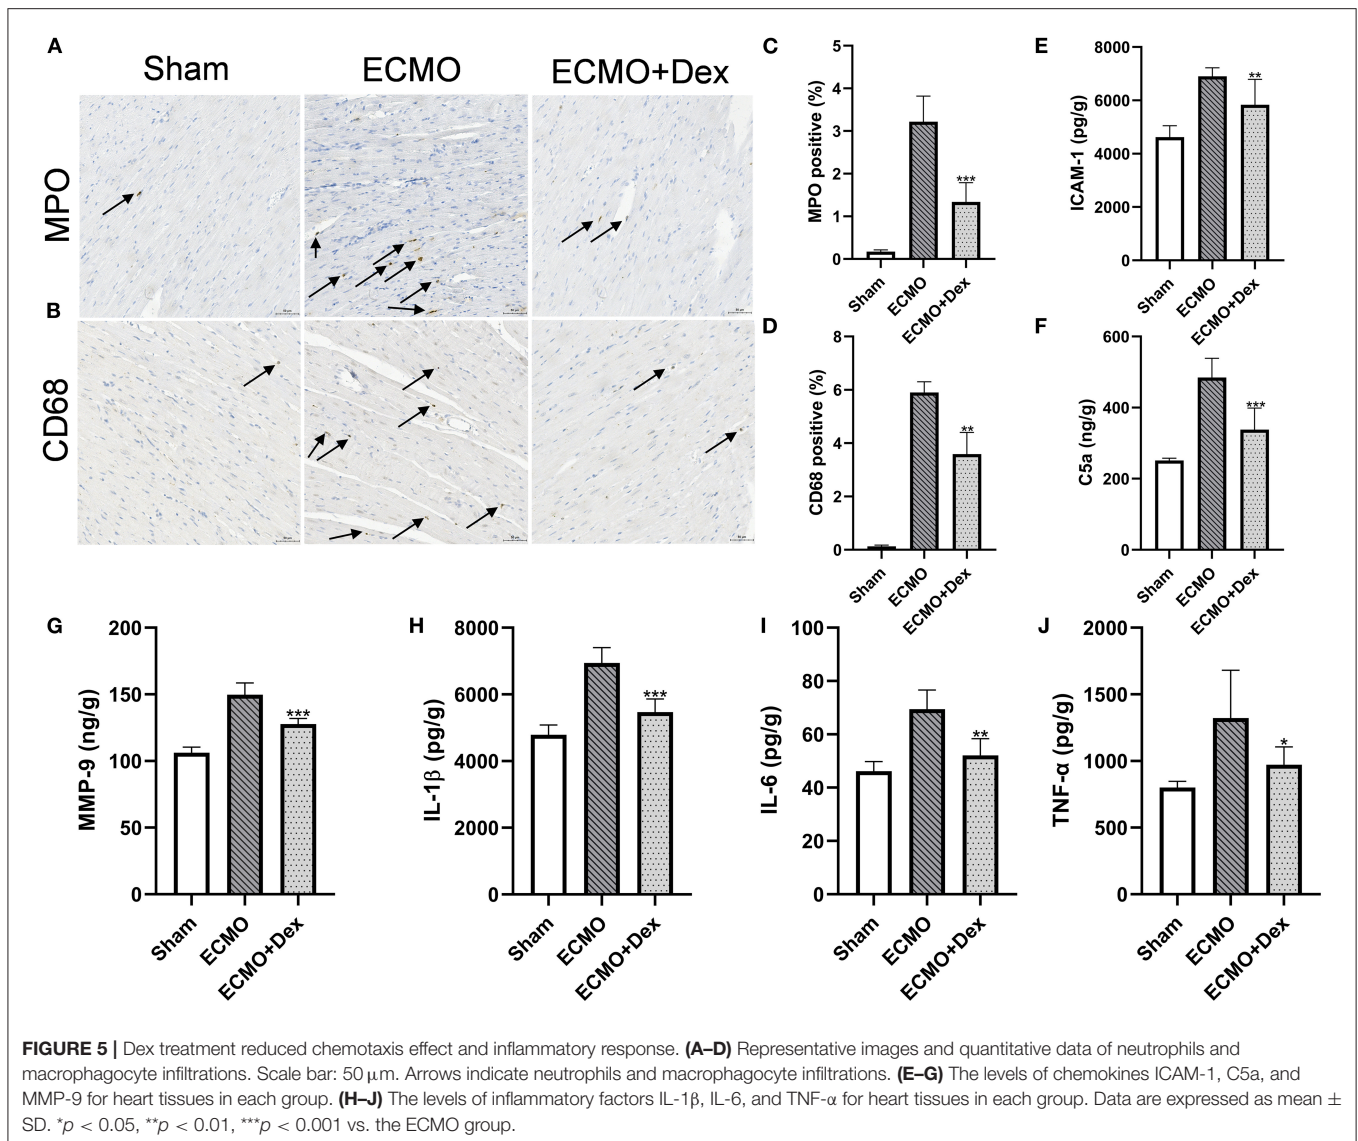 A
Sham
ECMO
ECMO+Dex
MPO
B
CD68
C
MPO positive (%)
5
4
3
2
1
0
***
Sham
ECMO
ECMO+Dex
E
ICAM-1 (pg/g)
8000
6000
4000
2000
0
**
Sham
ECMO
ECMO+Dex
D
CD68 positive (%)
8
6
4
2
0
**
Sham
ECMO
ECMO+Dex
F
C5a (ng/g)
600
400
200
0
***
Sham
ECMO
ECMO+Dex
G
MMP-9 (ng/g)
200
150
100
50
0
***
Sham
ECMO
ECMO+Dex
H
IL-1β (pg/g)
8000
6000
4000
2000
0
***
Sham
ECMO
ECMO+Dex
I
IL-6 (pg/g)
100
80
60
40
20
0
**
Sham
ECMO
ECMO+Dex
J
TNF-α (pg/g)
2000
1500
1000
500
0
*
Sham
ECMO
ECMO+Dex
FIGURE 5 | Dex treatment reduced chemotaxis effect and inflammatory response. (A–D) Representative images and quantitative data of neutrophils and
macrophagocyte infiltrations. Scale bar: 50 μm. Arrows indicate neutrophils and macrophagocyte infiltrations. (E–G) The levels of chemokines ICAM-1, C5a, and
MMP-9 for heart tissues in each group. (H–J) The levels of inflammatory factors IL-1β, IL-6, and TNF-α for heart tissues in each group. Data are expressed as mean ±
SD. *p < 0.05, **p < 0.01, ***p < 0.001 vs. the ECMO group.